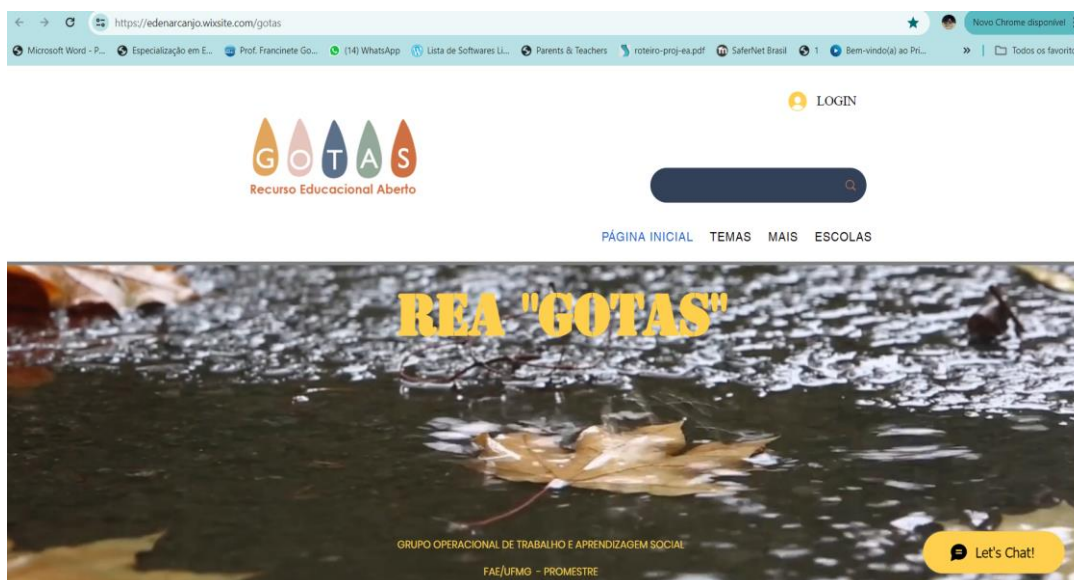 https://edenarcanjo.wixsite.com/gotas
Novo Chrome disponível
Microsoft Word - P... Especialização em E... Prof. Francinete Go... (14) WhatsApp Lista de Softwares Li... Parents & Teachers roteiro-proj-ea.pdf SaferNet Brasil 1 Bem-vindo(a) ao Pri... » Todos os favorito
LOGIN
GOTAS
Recurso Educacional Aberto
PÁGINA INICIAL TEMAS MAIS ESCOLAS
REA "GOTAS"
GRUPO OPERACIONAL DE TRABALHO E APRENDIZAGEM SOCIAL
FAE/UFMG - PROMESTRE
Let's Chat!